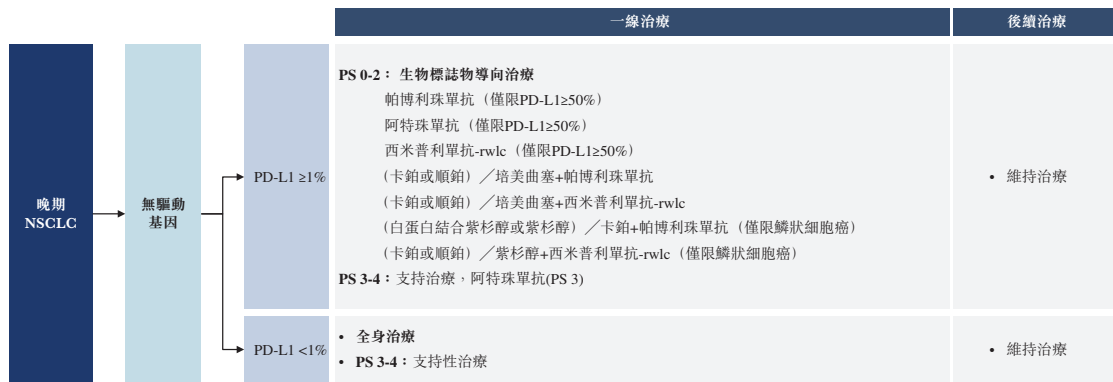 一線治療
後續治療
晚期
NSCLC
無驅動
基因
PD-L1 ≥1%
PS 0-2：生物標誌物導向治療
帕博利珠單抗（僅限PD-L1≥50%）
阿特珠單抗（僅限PD-L1≥50%）
西米普利單抗-rwlc（僅限PD-L1≥50%）
（卡鉑或順鉑）／培美曲塞+帕博利珠單抗
（卡鉑或順鉑）／培美曲塞+西米普利單抗-rwlc
（白蛋白結合紫杉醇或紫杉醇）／卡鉑+帕博利珠單抗（僅限鱗狀細胞癌）
（卡鉑或順鉑）／紫杉醇+西米普利單抗-rwlc（僅限鱗狀細胞癌）
PS 3-4：支持治療，阿特珠單抗(PS 3)
• 維持治療
PD-L1 <1%
• 全身治療
• PS 3-4：支持性治療
• 維持治療